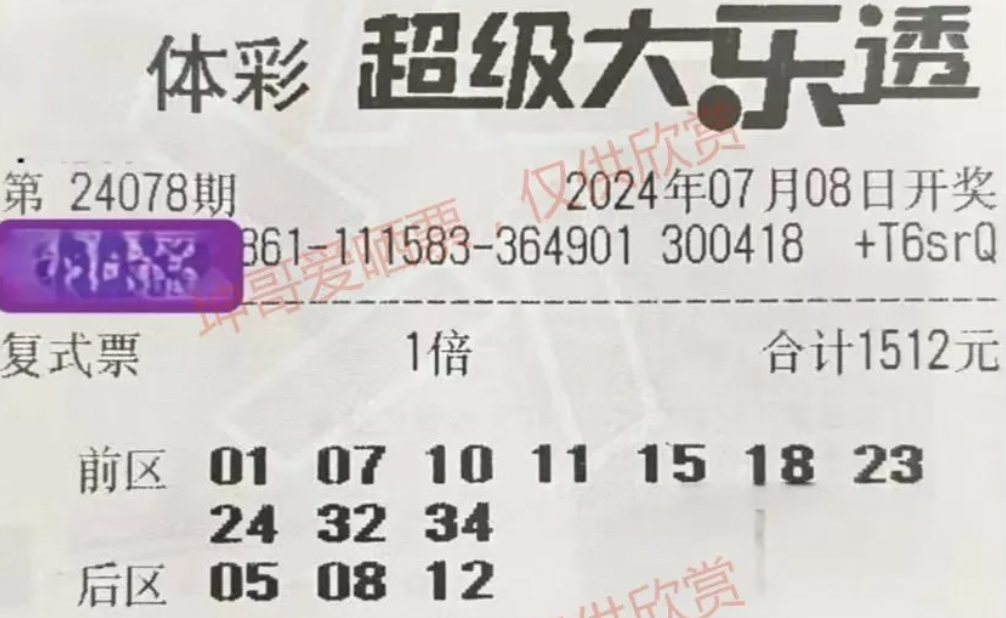 体彩 超级大乐透
第 24078期 2024年07月08日开奖
361-111583-364901 300418 +T6srQ
复式票 1倍 合计1512元
前区 01 07 10 11 15 18 23
24 32 34
后区 05 08 12
坤哥爱晒票，仅供欣赏
仅供欣赏